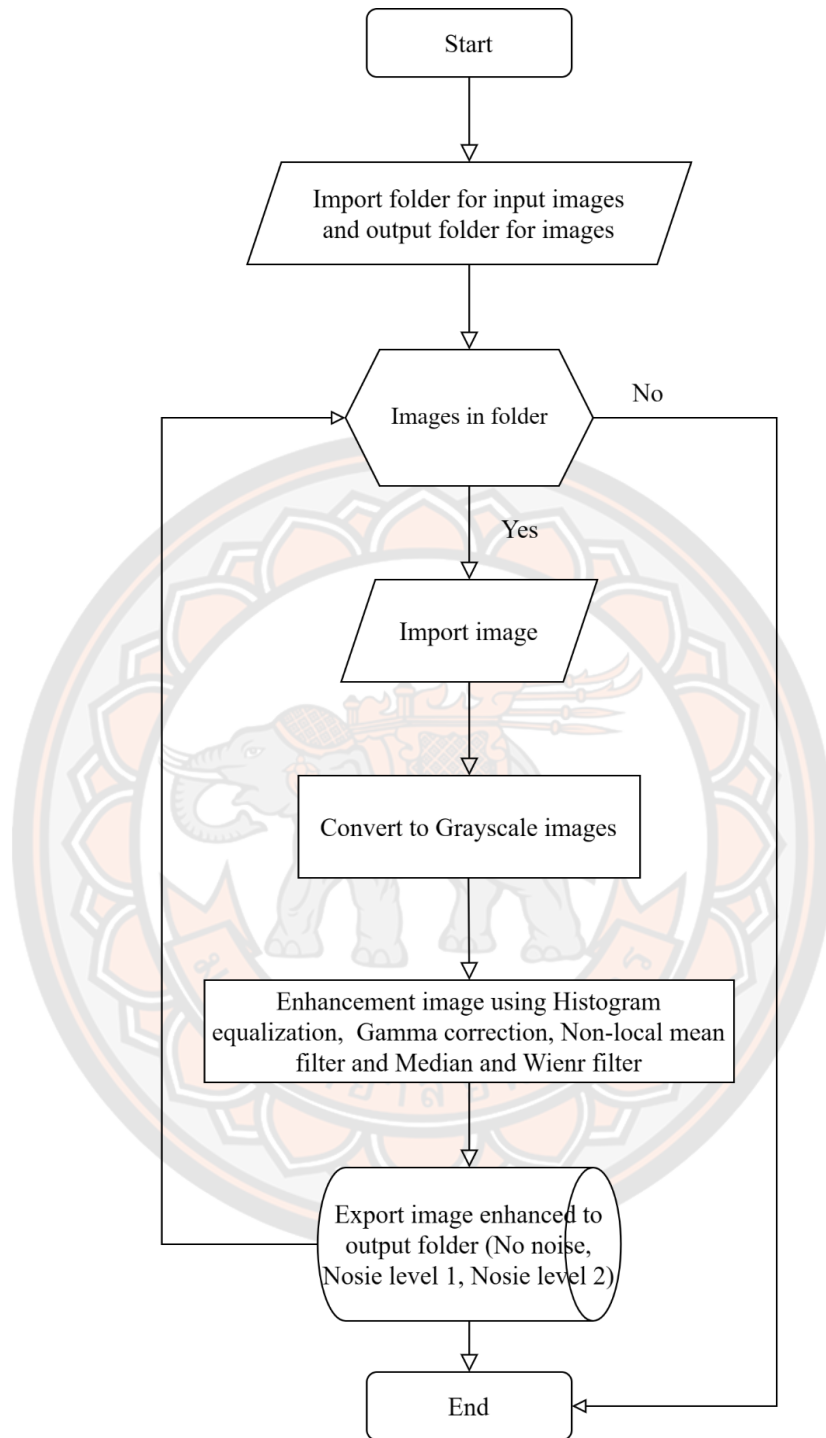 Start
Import folder for input images
and output folder for images
Images in folder
No
Yes
Import image
Convert to Grayscale images
Enhancement image using Histogram
equalization, Gamma correction, Non-local mean
filter and Median and Wienr filter
Export image enhanced to
output folder (No noise,
Nosie level 1, Nosie level 2)
End